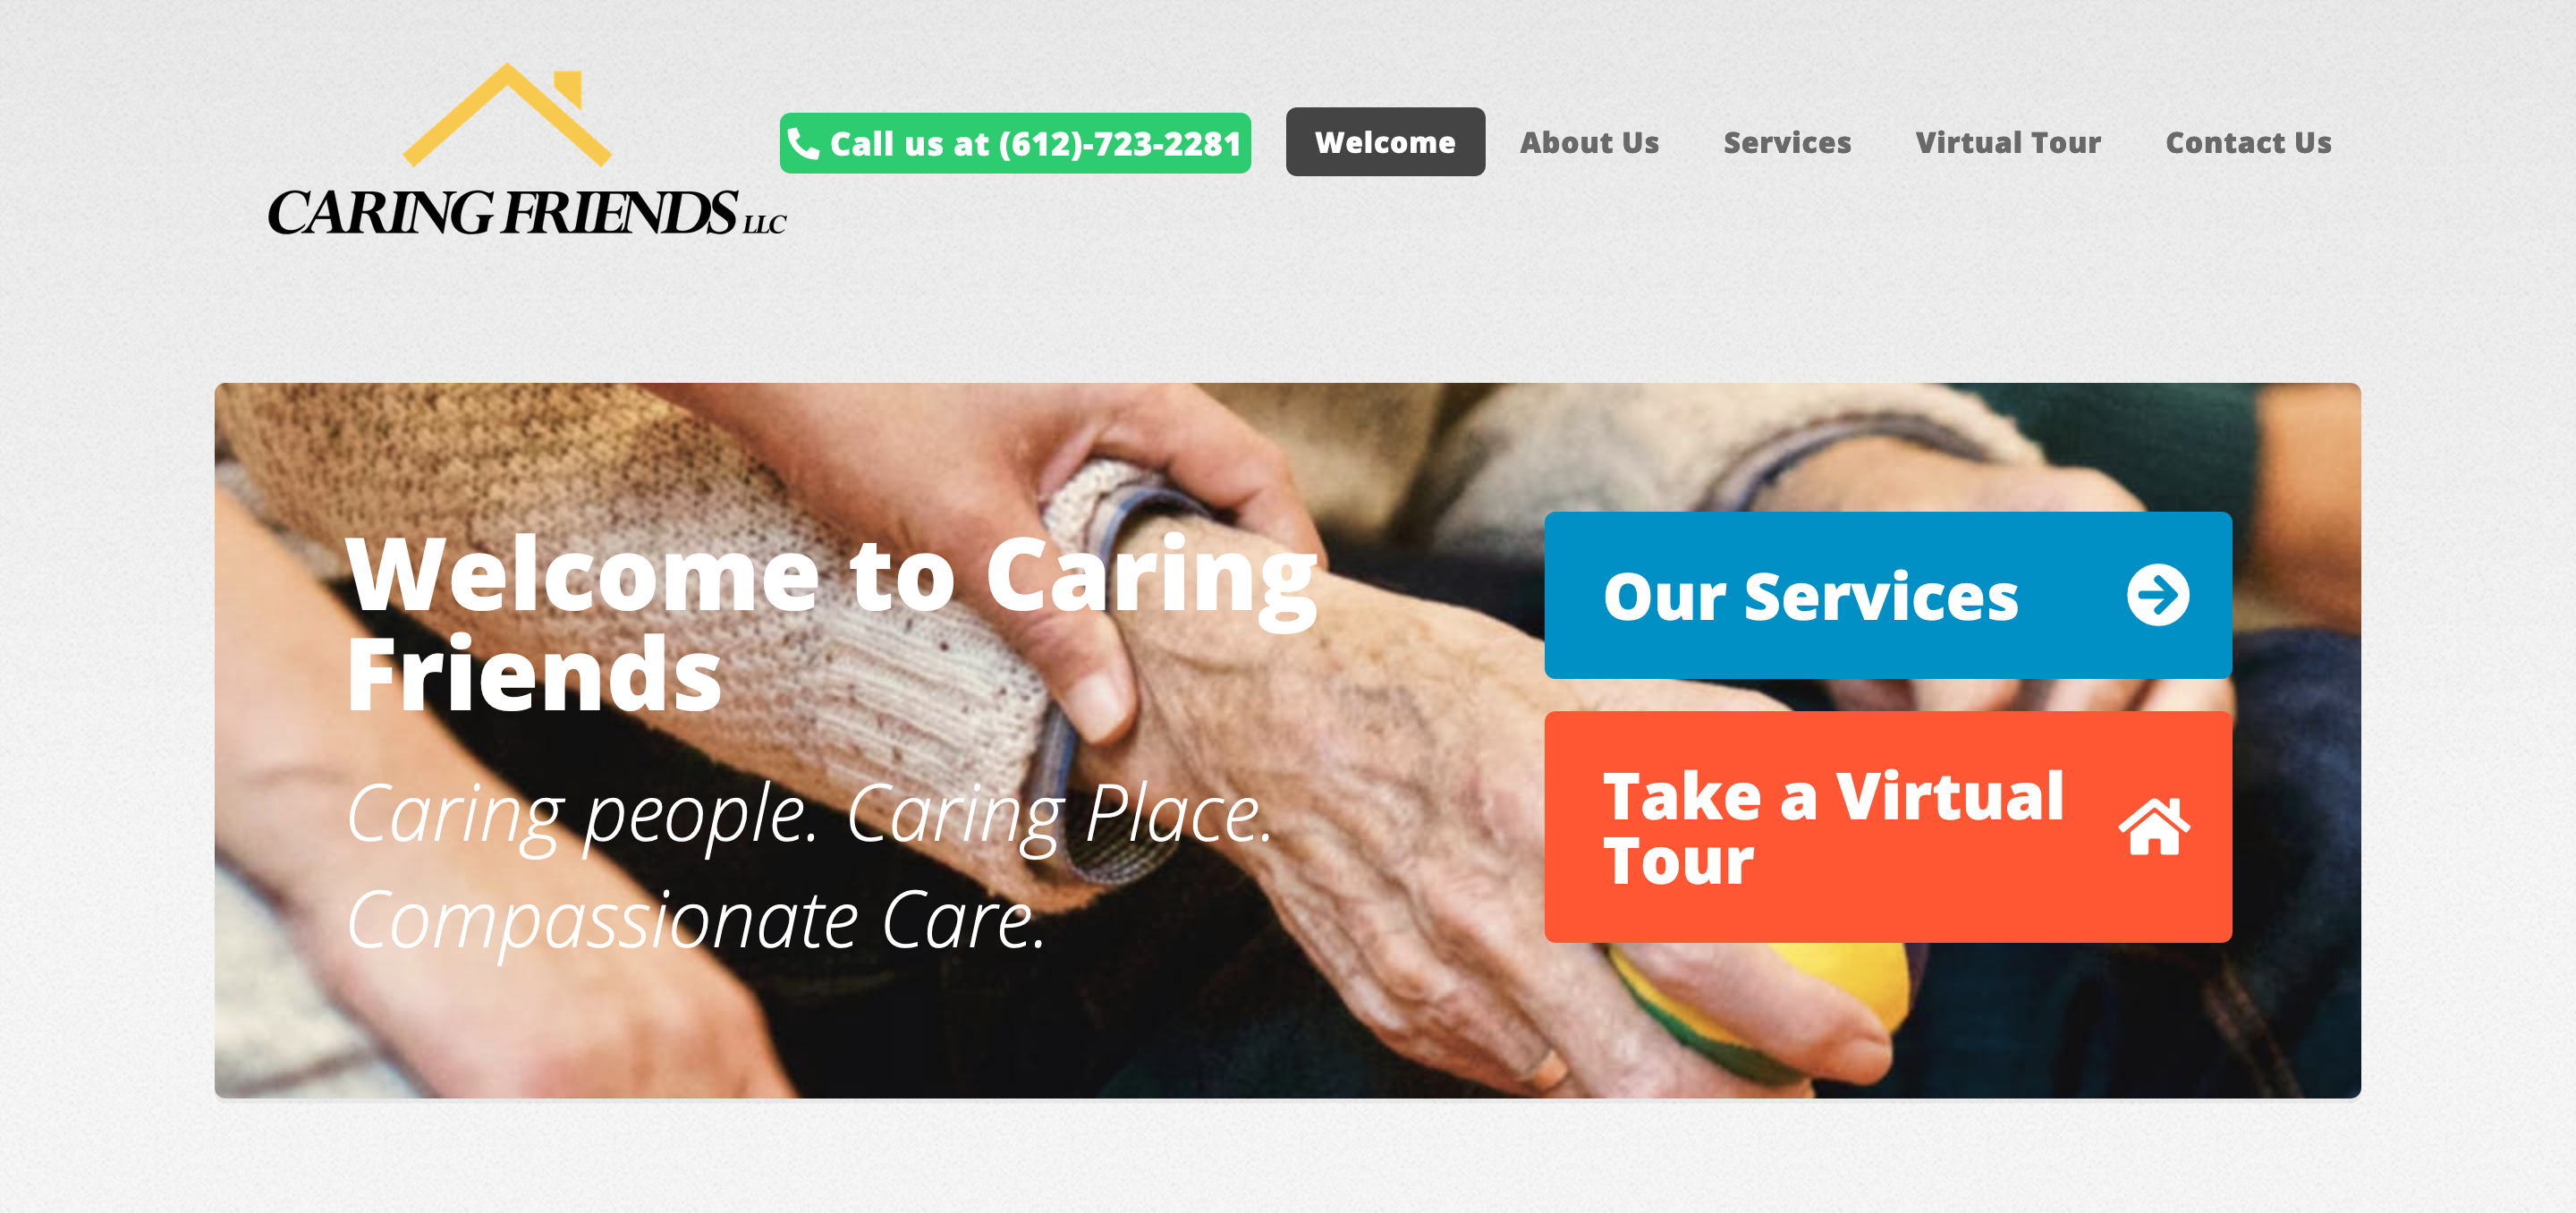 CARING FRIENDS LLC
Call us at (612)-723-2281
Welcome
About Us
Services
Virtual Tour
Contact Us
Welcome to Caring
Friends
Caring people. Caring Place.
Compassionate Care.
Our Services
Take a Virtual
Tour